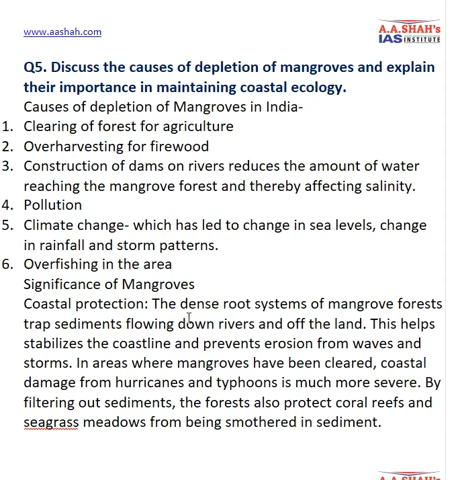 www.aashah.com
A.A.SHAH's
IAS INSTITUTE
Q5. Discuss the causes of depletion of mangroves and explain
their importance in maintaining coastal ecology.
Causes of depletion of Mangroves in India-
1. Clearing of forest for agriculture
2. Overharvesting for firewood
3. Construction of dams on rivers reduces the amount of water
reaching the mangrove forest and thereby affecting salinity.
4. Pollution
5. Climate change- which has led to change in sea levels, change
in rainfall and storm patterns.
6. Overfishing in the area
Significance of Mangroves
Coastal protection: The dense root systems of mangrove forests
trap sediments flowing down rivers and off the land. This helps
stabilizes the coastline and prevents erosion from waves and
storms. In areas where mangroves have been cleared, coastal
damage from hurricanes and typhoons is much more severe. By
filtering out sediments, the forests also protect coral reefs and
seagrass meadows from being smothered in sediment.
A.A.SHAH's